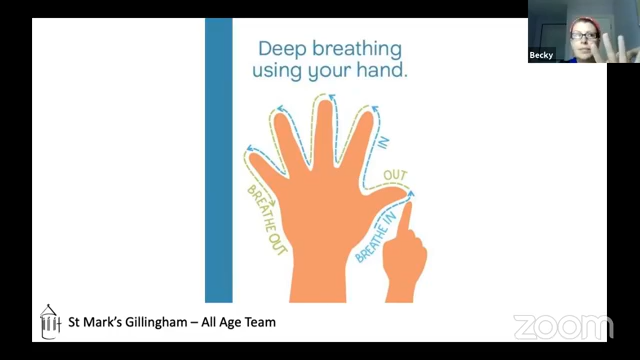 Deep breathing
using your hand.
Becky
IN
OUT
BREATHE IN
BREATHE OUT
St Mark's Gillingham – All Age Team
zoom